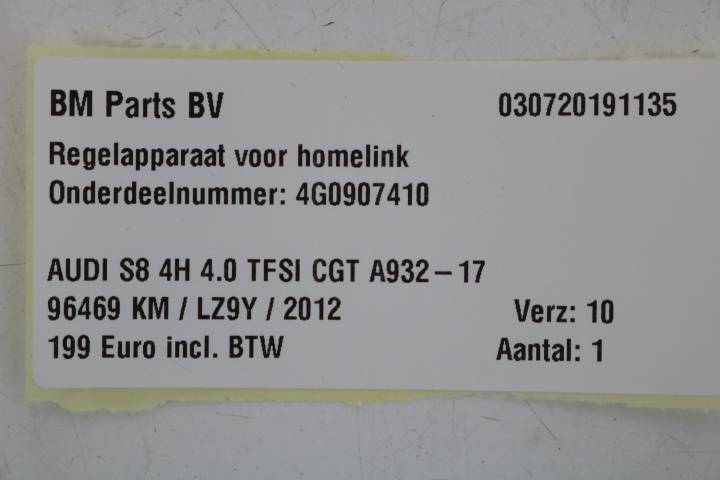 BM Parts BV 030720191135
Regelapparaat voor homelink
Onderdeelnummer: 4G0907410
AUDI S8 4H 4.0 TFSI CGT A932-17
96469 KM / LZ9Y / 2012 Verz: 10
199 Euro incl. BTW Aantal: 1